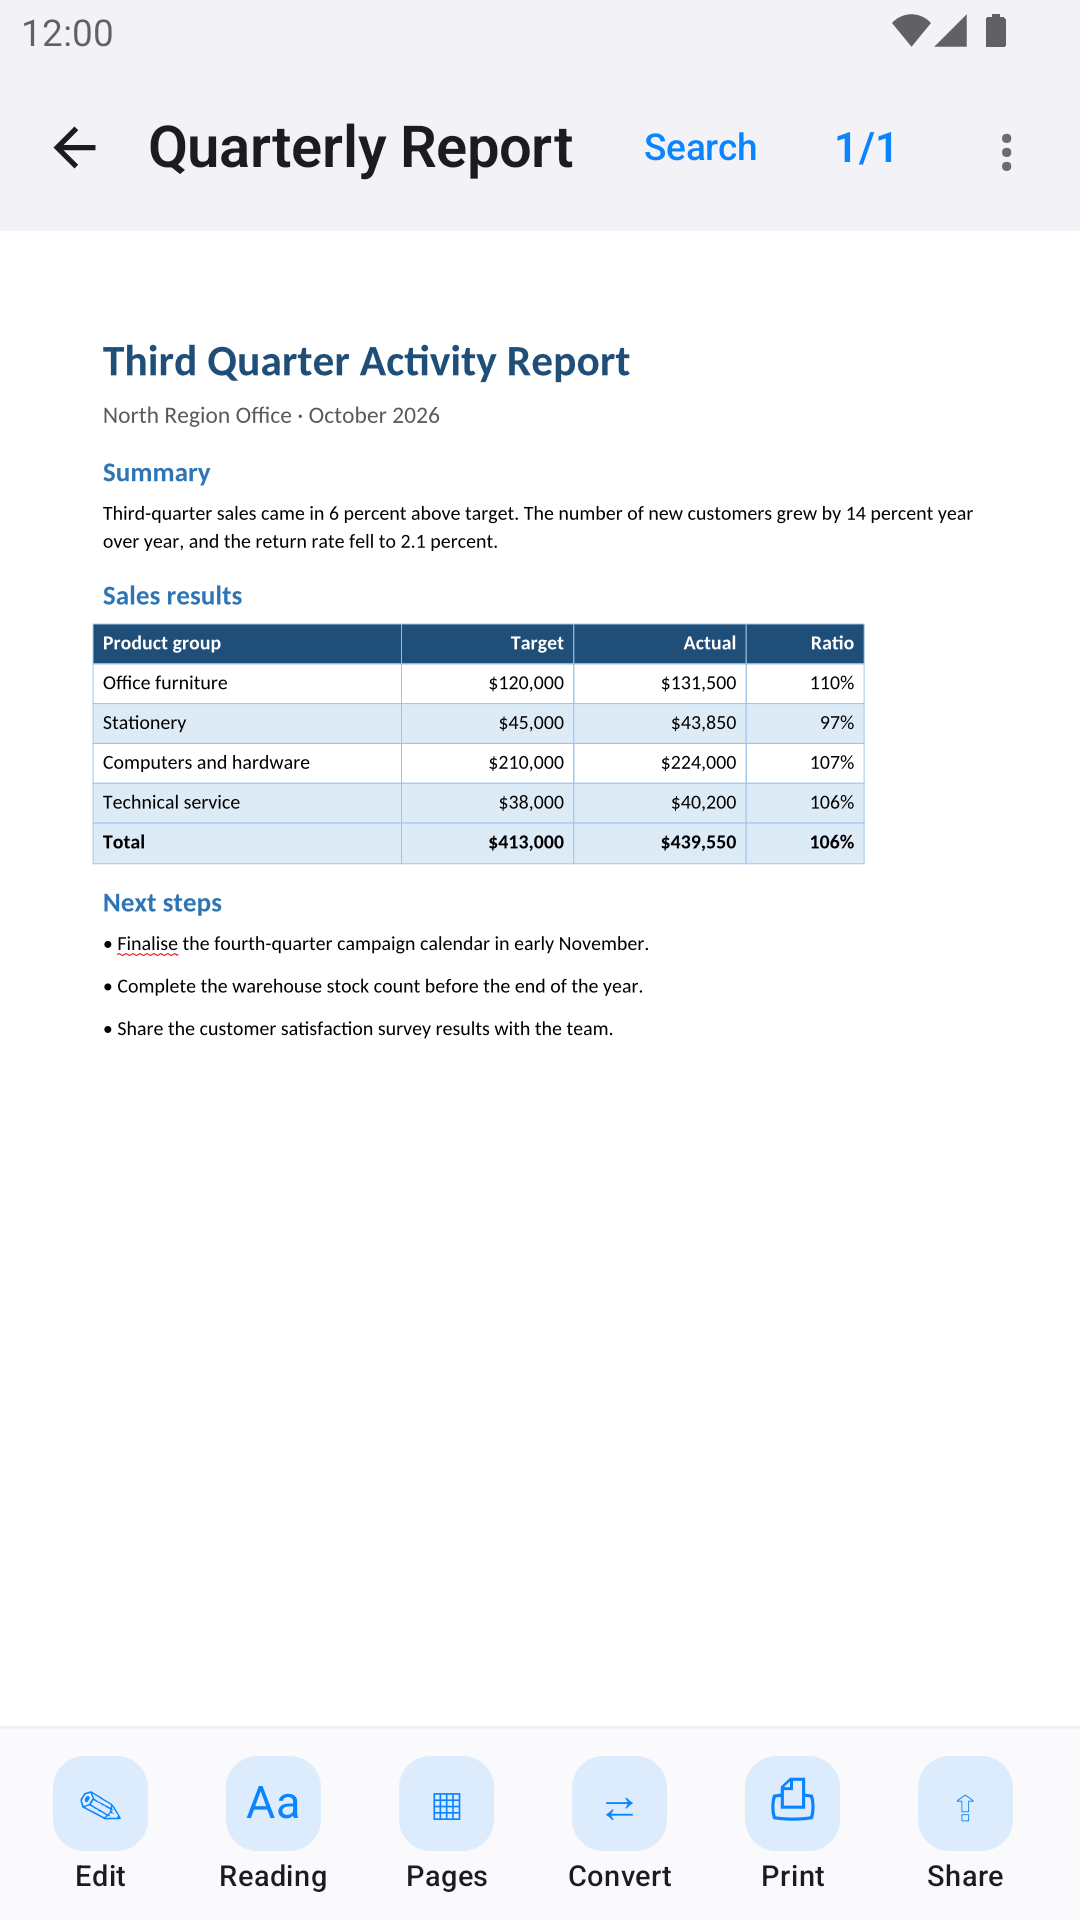 12:00
Quarterly Report Search 1/1
Third Quarter Activity Report
North Region Office · October 2026
Summary
Third-quarter sales came in 6 percent above target. The number of new customers grew by 14 percent year
over year, and the return rate fell to 2.1 percent.
Sales results
Product group Target Actual Ratio
Office furniture $120,000 $131,500 110%
Stationery $45,000 $43,850 97%
Computers and hardware $210,000 $224,000 107%
Technical service $38,000 $40,200 106%
Total $413,000 $439,550 106%
Next steps
• Finalise the fourth-quarter campaign calendar in early November.
• Complete the warehouse stock count before the end of the year.
• Share the customer satisfaction survey results with the team.
Aa
Edit Reading Pages Convert Print Share